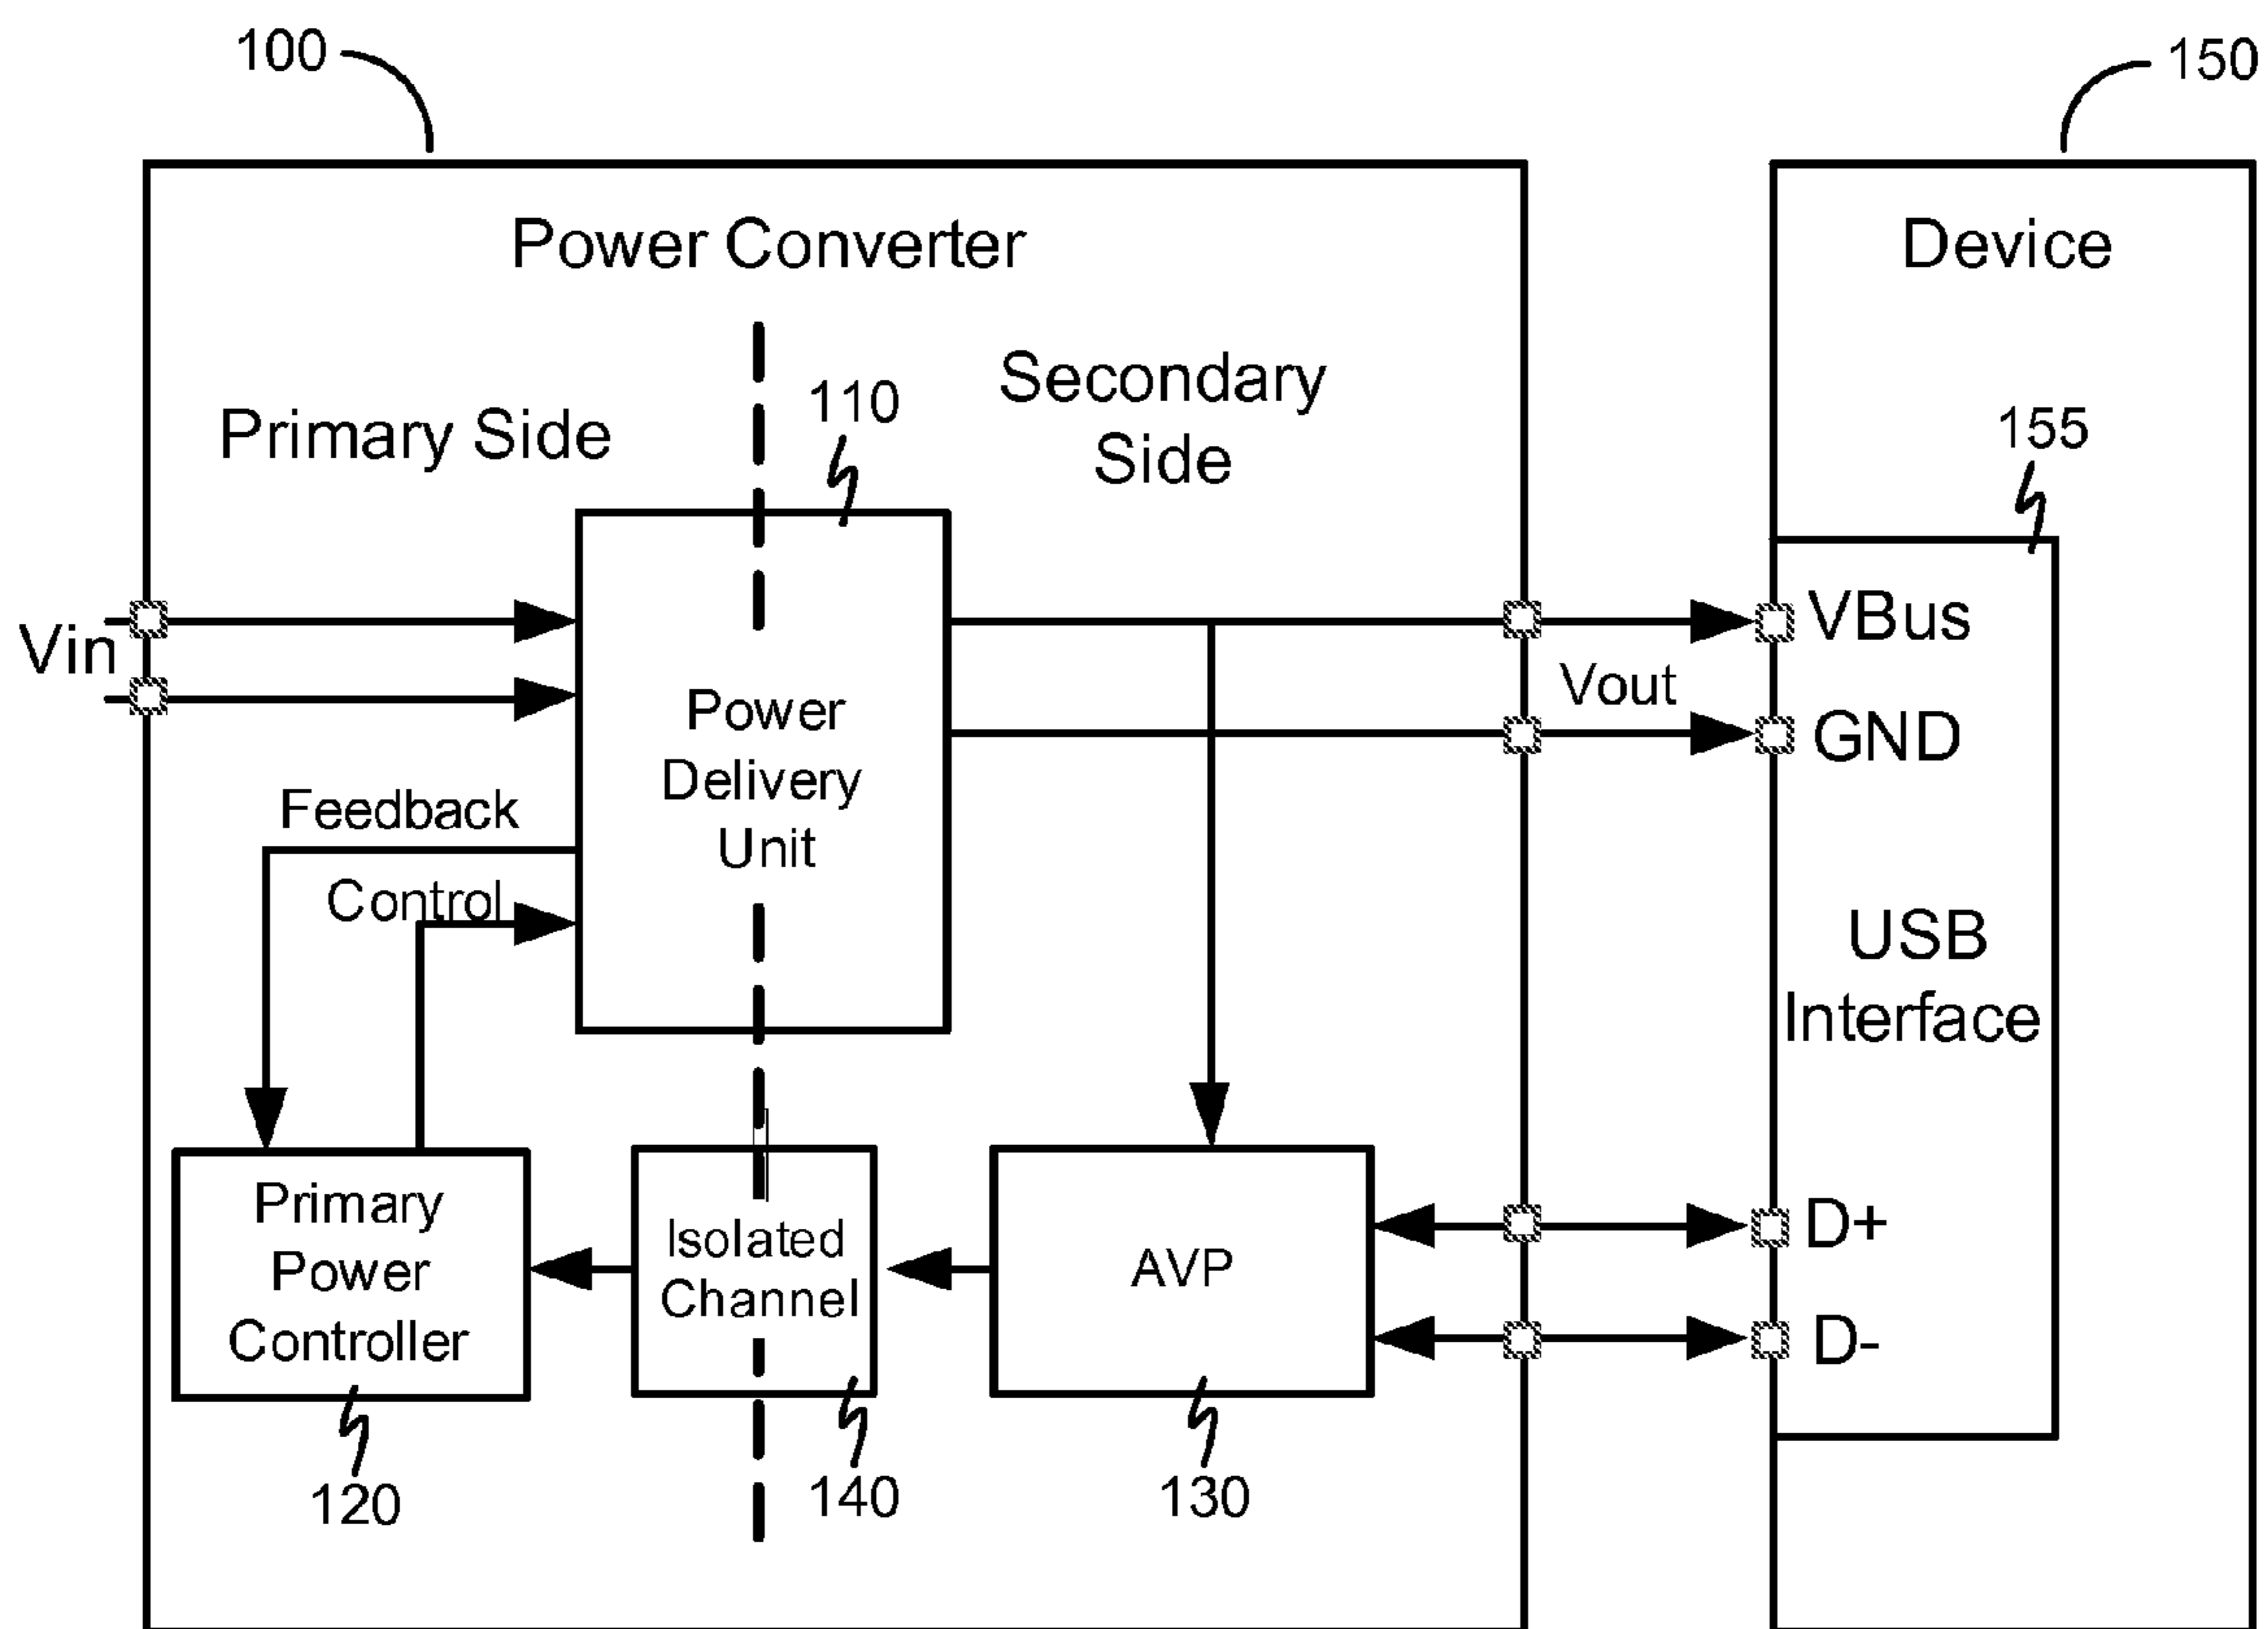 100
150
Power Converter
Device
Primary Side
110
Secondary
Side
155
Vin
VBus
Vout
GND
Power
Delivery
Unit
Feedback
Control
USB
Interface
Primary
Power
Controller
Isolated
Channel
AVP
D+
D-
120
140
130